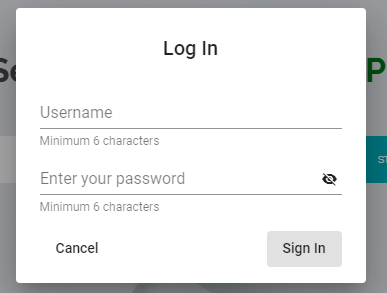 Log In
Username
Minimum 6 characters
Enter your password
Minimum 6 characters
Cancel
Sign In